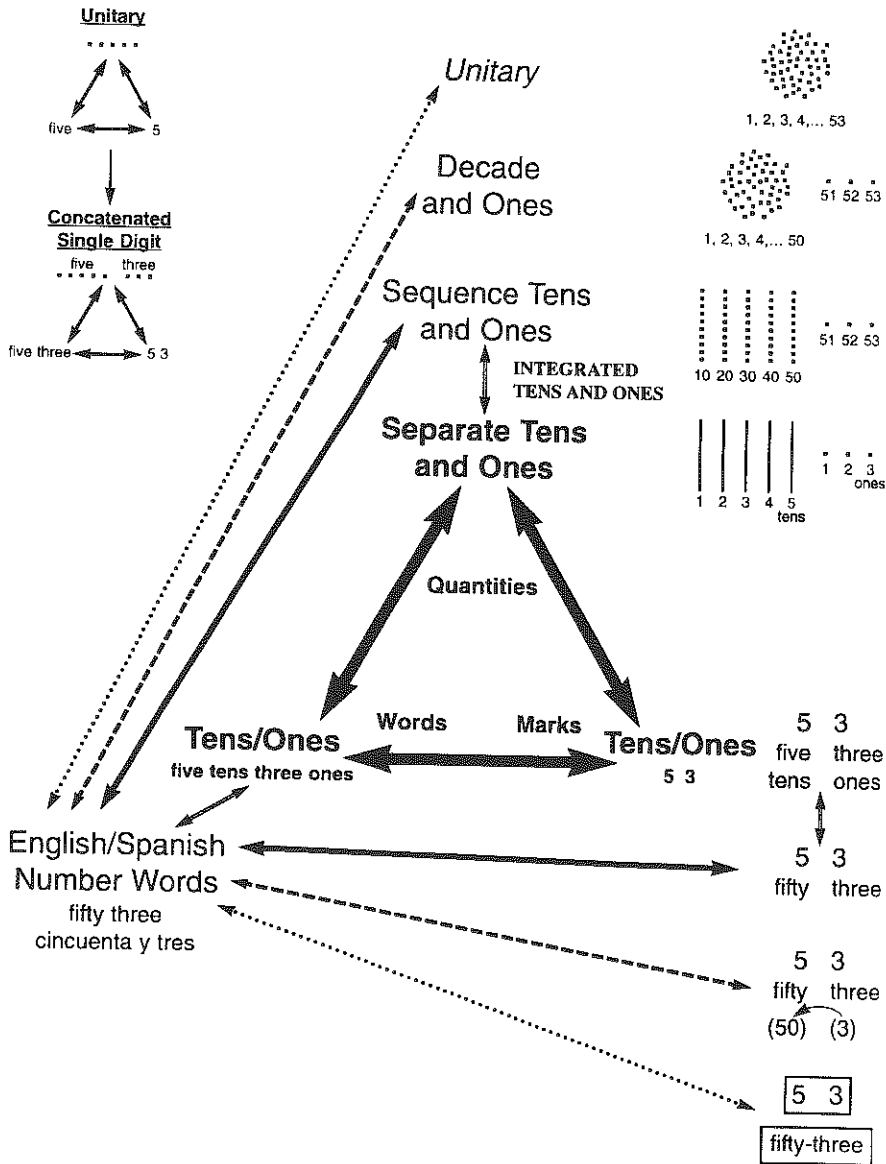 Unitary
five
5
Concatenated
Single Digit
five three
five three
5 3
Unitary
1, 2, 3, 4,... 53
Decade
and Ones
51 52 53
1, 2, 3, 4,... 50
Sequence Tens
and Ones
51 52 53
10 20 30 40 50
INTEGRATED
TENS AND ONES
Separate Tens
and Ones
1 2 3
ones
1 2 3 4 5
tens
Quantities
Words
Marks
Tens/Ones
five tens three ones
Tens/Ones
5 3
5 3
five three
tens ones
English/Spanish
Number Words
fifty three
cincuenta y tres
5 3
fifty three
5 3
fifty three
(50) (3)
5 3
fifty-three